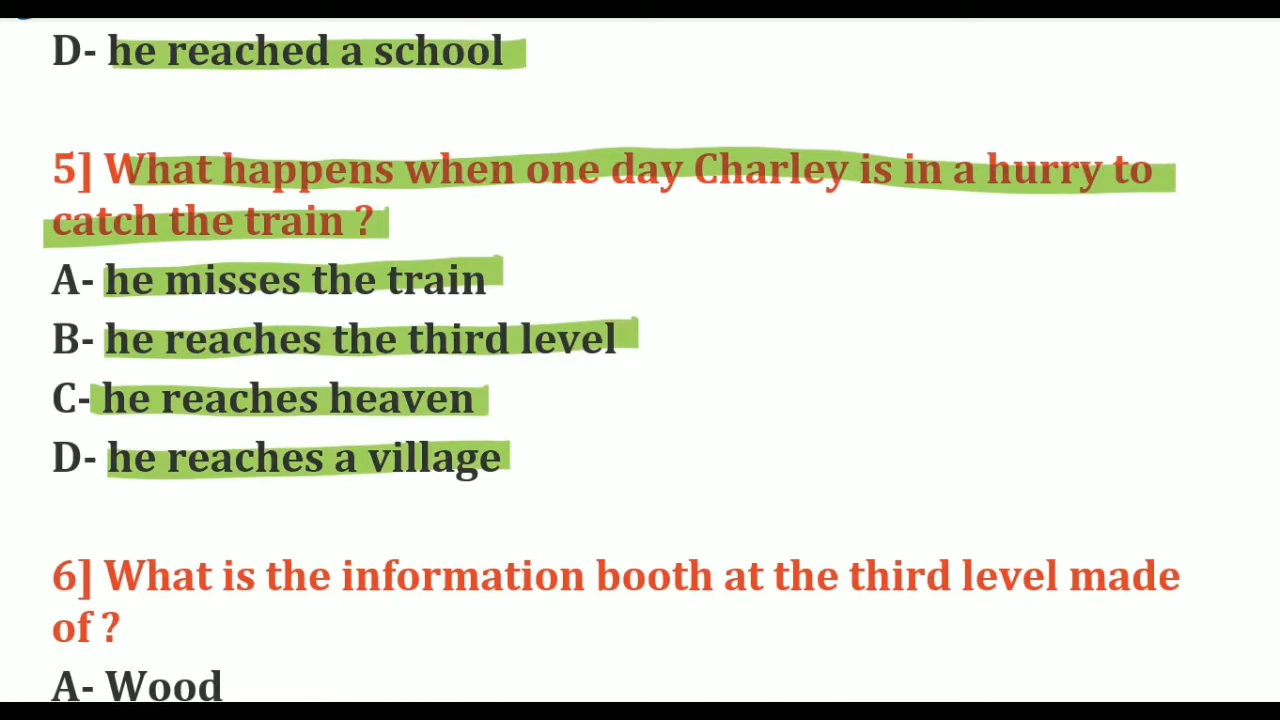 D- he reached a school
5] What happens when one day Charley is in a hurry to
catch the train ?
A- he misses the train
B- he reaches the third level
C- he reaches heaven
D- he reaches a village
6] What is the information booth at the third level made
of ?
A- Wood